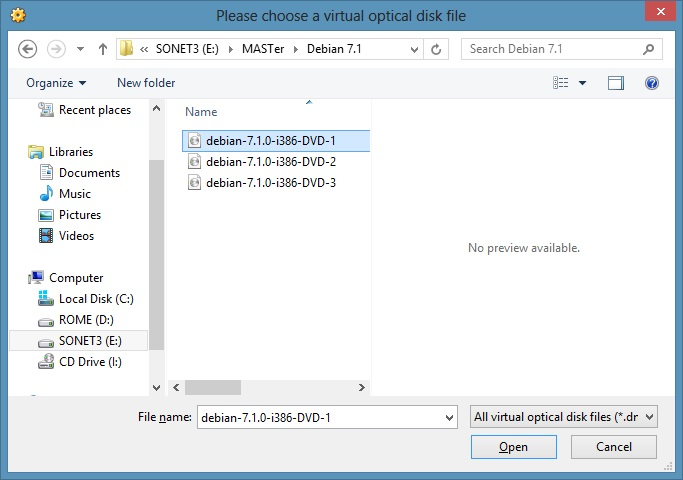 Please choose a virtual optical disk file
« SONET3 (E:) ▸ MASTer ▸ Debian 7.1
Search Debian 7.1
Organize
New folder
Recent places
Libraries
Documents
Music
Pictures
Videos
Computer
Local Disk (C:)
ROME (D:)
SONET3 (E:)
CD Drive (I:)
Name
debian-7.1.0-i386-DVD-1
debian-7.1.0-i386-DVD-2
debian-7.1.0-i386-DVD-3
No preview available.
File name:
debian-7.1.0-i386-DVD-1
All virtual optical disk files (*.dr
Open
Cancel